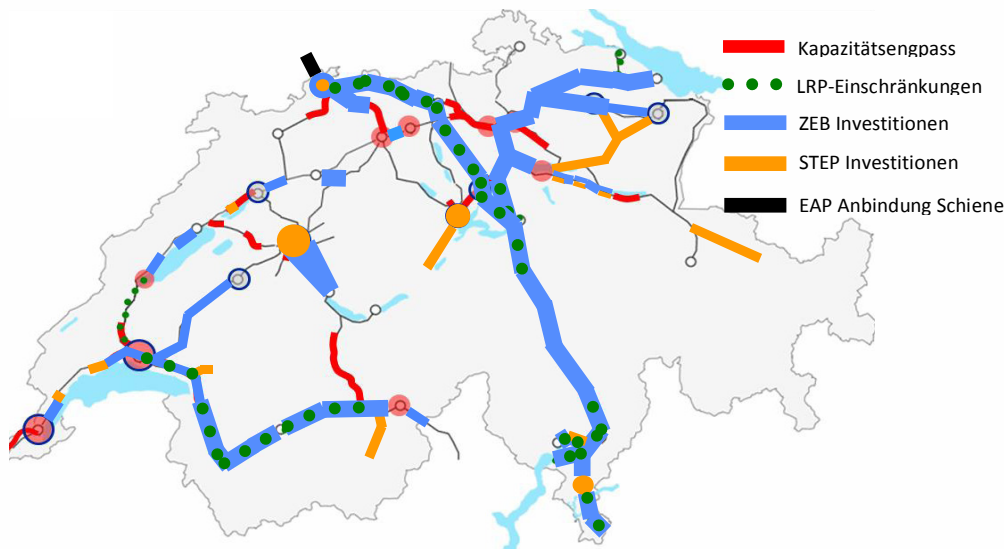 Kapazitätsengpass
LRP-Einschränkungen
ZEB Investitionen
STEP Investitionen
EAP Anbindung Schiene